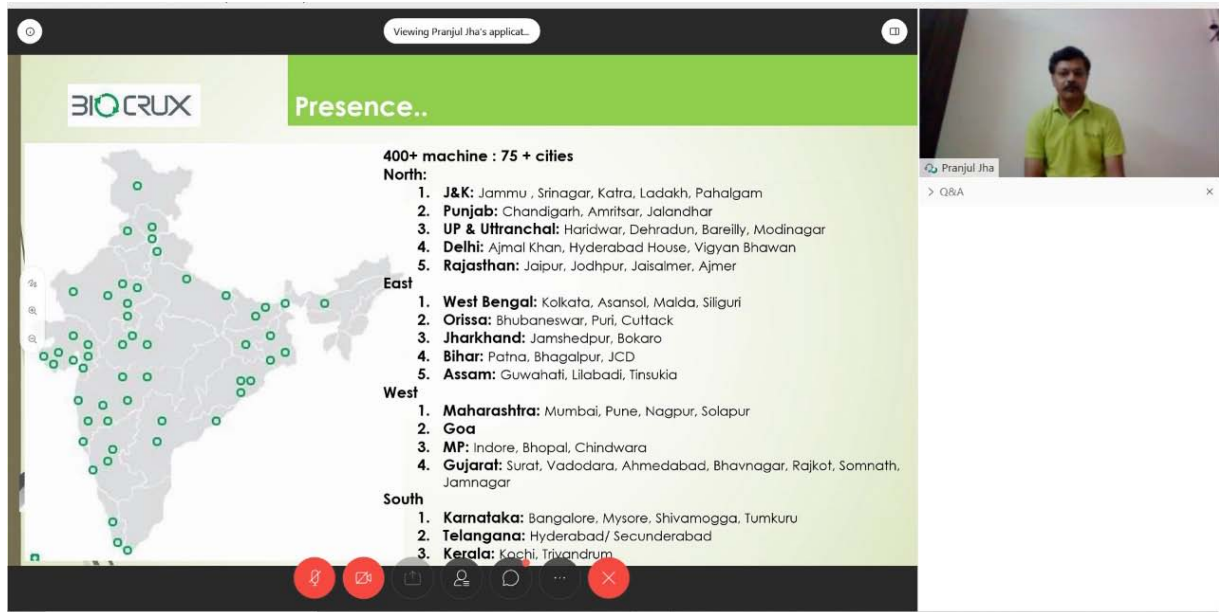 Viewing Pranjul Jha's applicat...
BIOCRUX
Presence..
400+ machine : 75 + cities
North:
1. J&K: Jammu , Srinagar, Katra, Ladakh, Pahalgam
2. Punjab: Chandigarh, Amritsar, Jalandhar
3. UP & Uttranchal: Haridwar, Dehradun, Bareilly, Modinagar
4. Delhi: Ajmal Khan, Hyderabad House, Vigyan Bhawan
5. Rajasthan: Jaipur, Jodhpur, Jaisalmer, Ajmer
East
1. West Bengal: Kolkata, Asansol, Malda, Siliguri
2. Orissa: Bhubaneswar, Puri, Cuttack
3. Jharkhand: Jamshedpur, Bokaro
4. Bihar: Patna, Bhagalpur, JCD
5. Assam: Guwahati, Lilabadi, Tinsukia
West
1. Maharashtra: Mumbai, Pune, Nagpur, Solapur
2. Goa
3. MP: Indore, Bhopal, Chindwara
4. Gujarat: Surat, Vadodara, Ahmedabad, Bhavnagar, Rajkot, Somnath,
Jamnagar
South
1. Karnataka: Bangalore, Mysore, Shivamogga, Tumkuru
2. Telangana: Hyderabad/ Secunderabad
3. Kerala: Kochi, Trivandrum
Pranjul Jha
Q&A